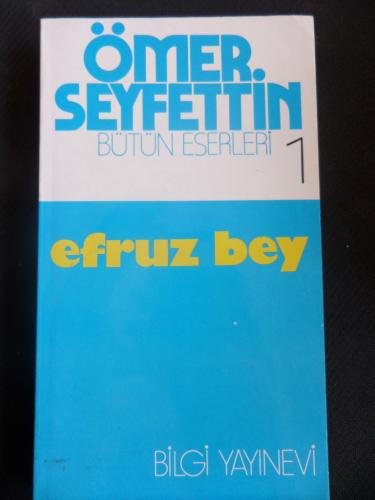 ÖMER
SEYFETTİN
BÜTÜN ESERLERİ 1
efruz bey
BİLGİ YAYINEVİ